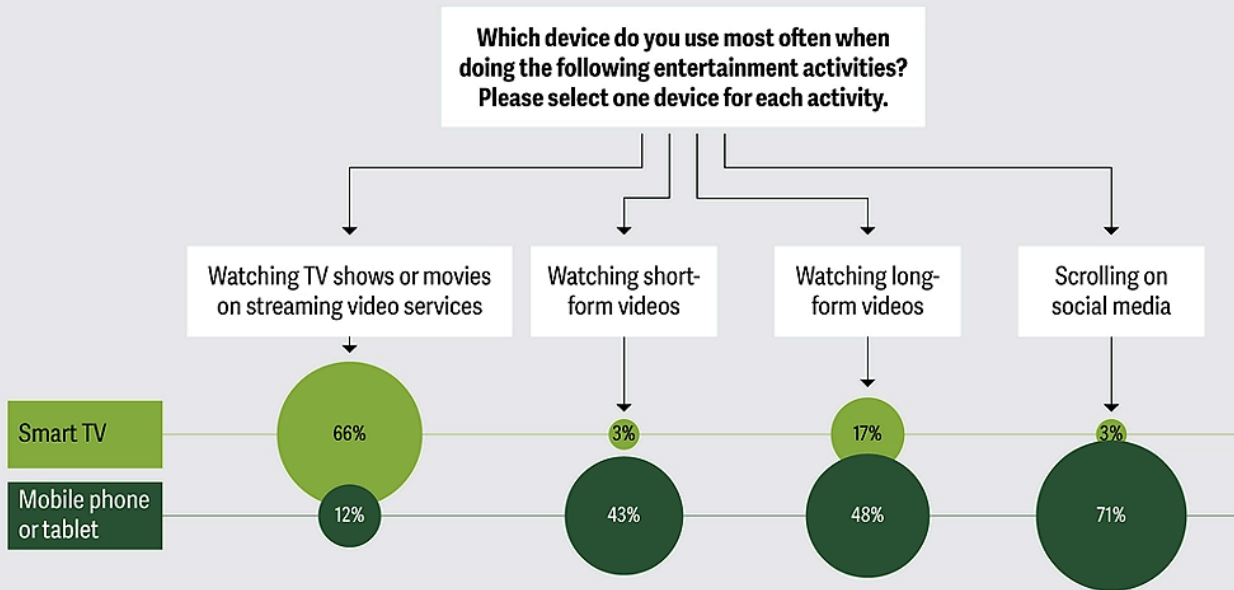 Which device do you use most often when
doing the following entertainment activities?
Please select one device for each activity.
Watching TV shows or movies
on streaming video services
Watching short-
form videos
Watching long-
form videos
Scrolling on
social media
Smart TV
66%
3%
17%
3%
Mobile phone
or tablet
12%
43%
48%
71%